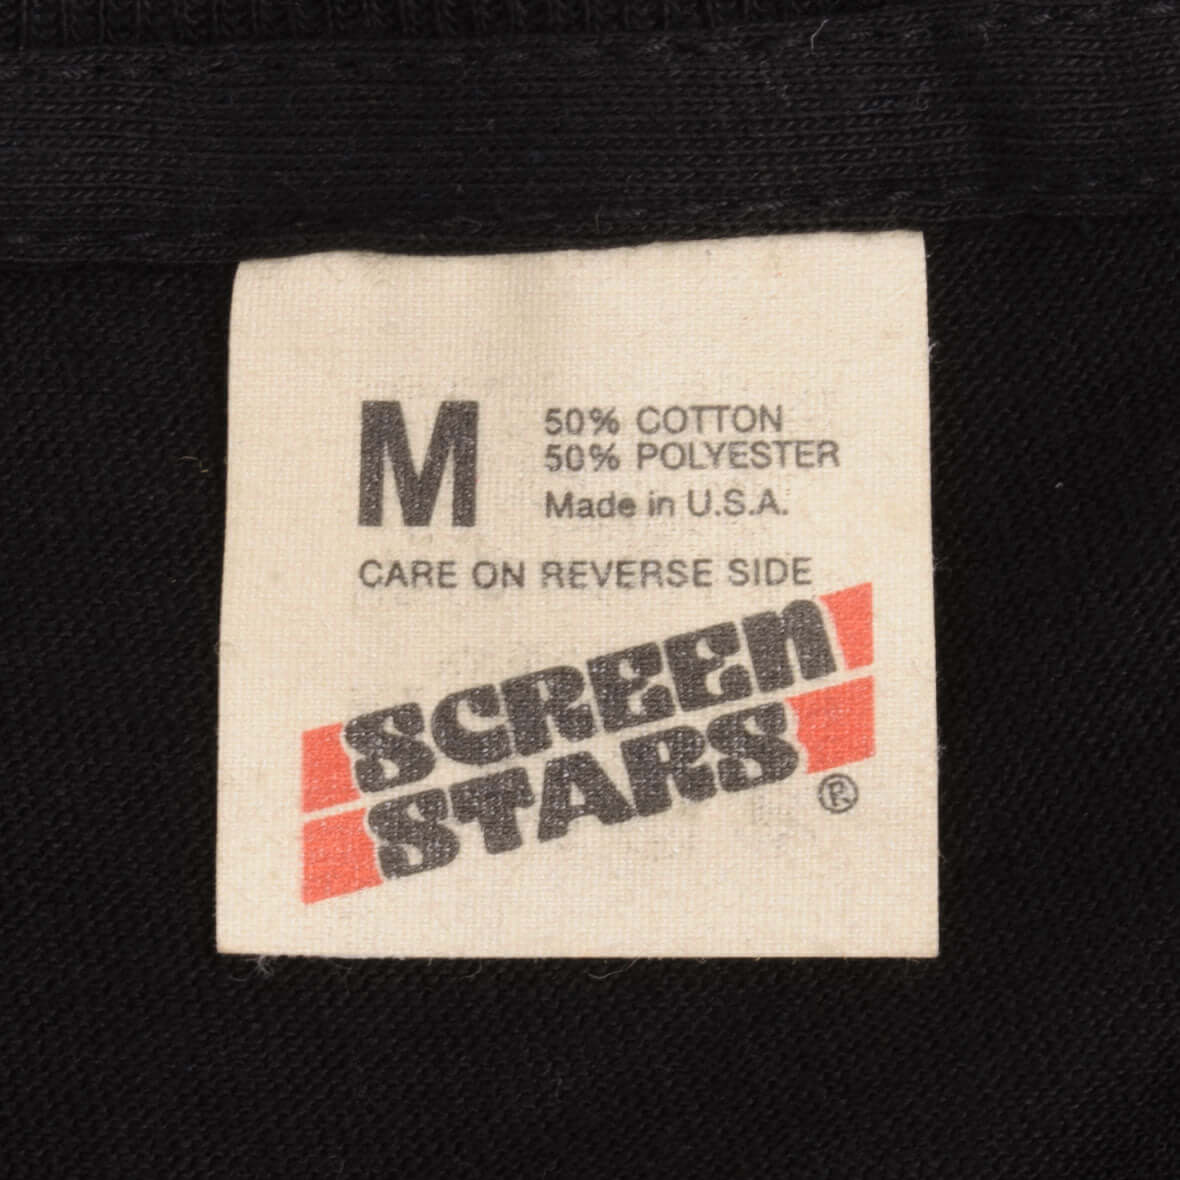 M
50% COTTON
50% POLYESTER
Made in U.S.A.
CARE ON REVERSE SIDE
SCREEN
STARS
®